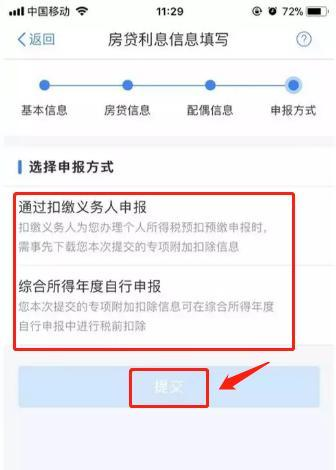 中国移动 11:29 72%
返回 房贷利息信息填写 ?
基本信息 房贷信息 配偶信息 申报方式
选择申报方式
通过扣缴义务人申报
扣缴义务人为您办理个人所得税预扣预缴申报时,
需事先下载您本次提交的专项附加扣除信息
综合所得年度自行申报
您本次提交的专项附加扣除信息可在综合所得年度
自行申报中进行税前扣除
提交